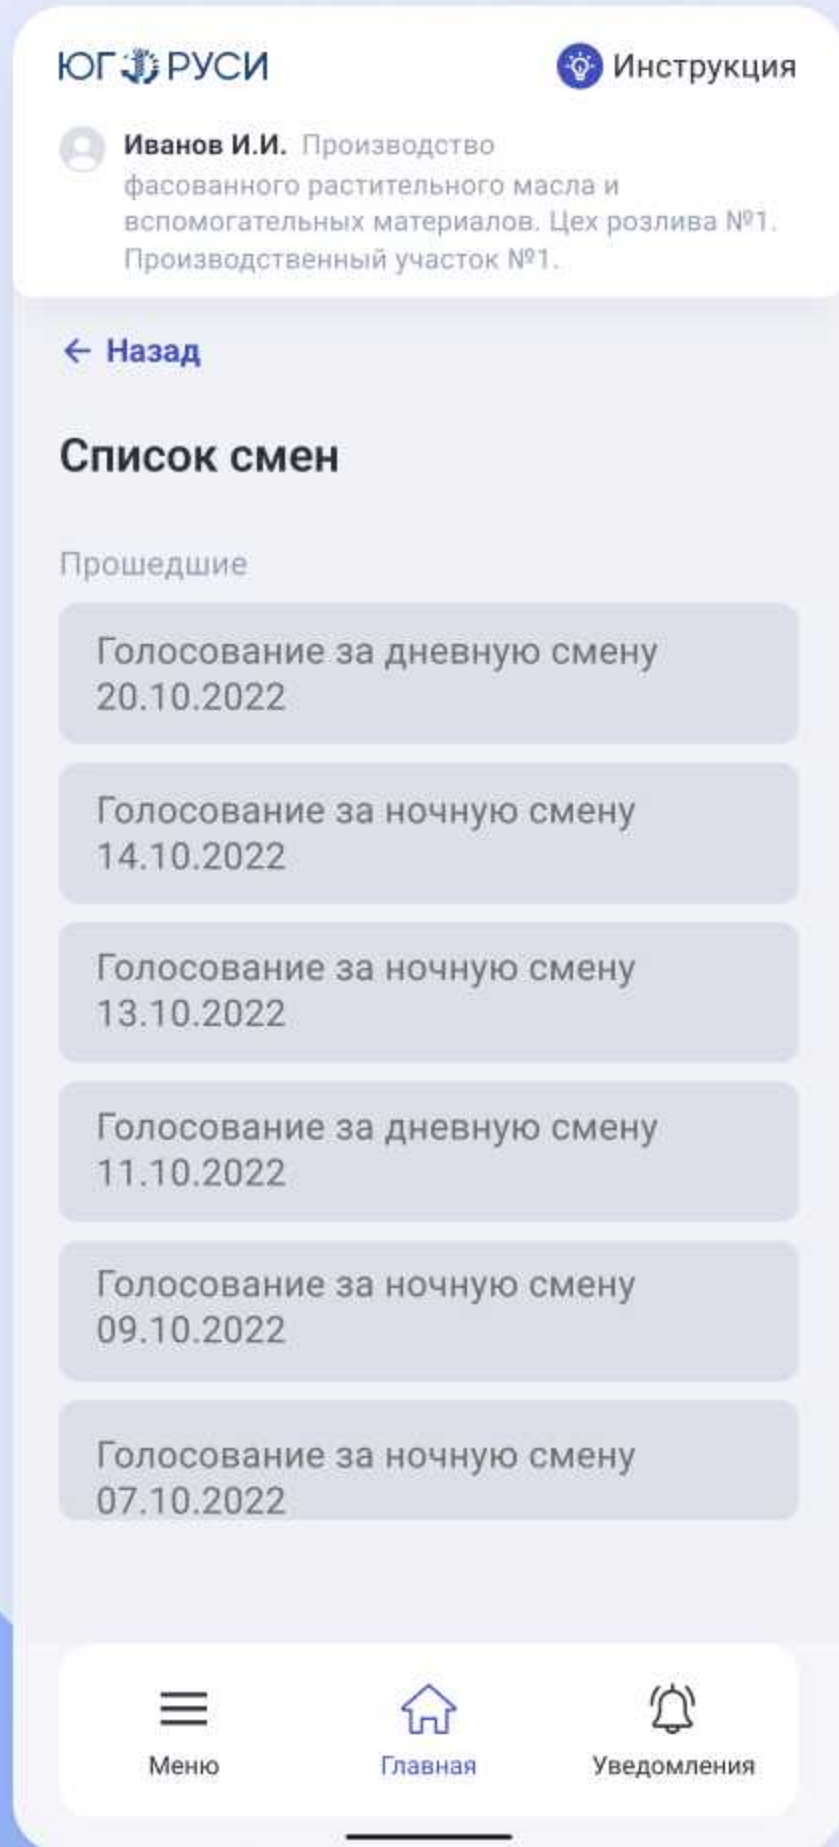 ЮГ РУСИ
Инструкция
Иванов И.И. Производство
фасованного растительного масла и
вспомогательных материалов. Цех розлива №1.
Производственный участок №1.
← Назад
Список смен
Прошедшие
Голосование за дневную смену
20.10.2022
Голосование за ночную смену
14.10.2022
Голосование за ночную смену
13.10.2022
Голосование за дневную смену
11.10.2022
Голосование за ночную смену
09.10.2022
Голосование за ночную смену
07.10.2022
Меню
Главная
Уведомления